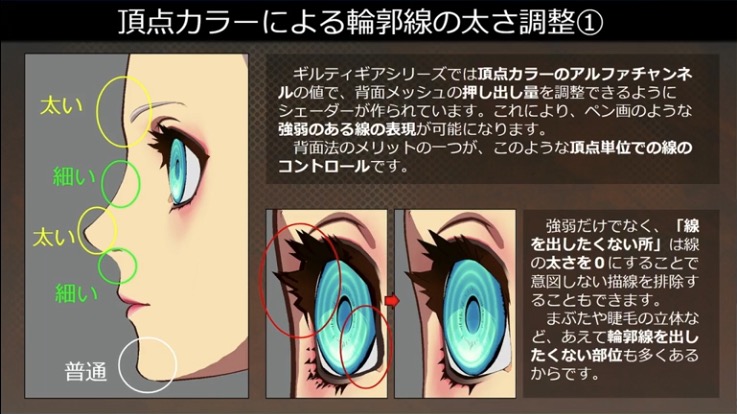 頂点カラーによる輪郭線の太さ調整①
太い
細い
太い
細い
普通
ギルティギアシリーズでは頂点カラーのアルファチャンネ
ルの値で、背面メッシュの押し出し量を調整できるように
シェーダーが作られています。これにより、ペン画のような
強弱のある線の表現が可能になります。
背面法のメリットの一つが、このような頂点単位での線の
コントロールです。
強弱だけでなく、「線
を出したくない所」は線
の太さを０にすることで
意図しない描線を排除す
ることもできます。
まぶたや睫毛の立体な
ど、あえて輪郭線を出し
たくない部位も多くある
からです。